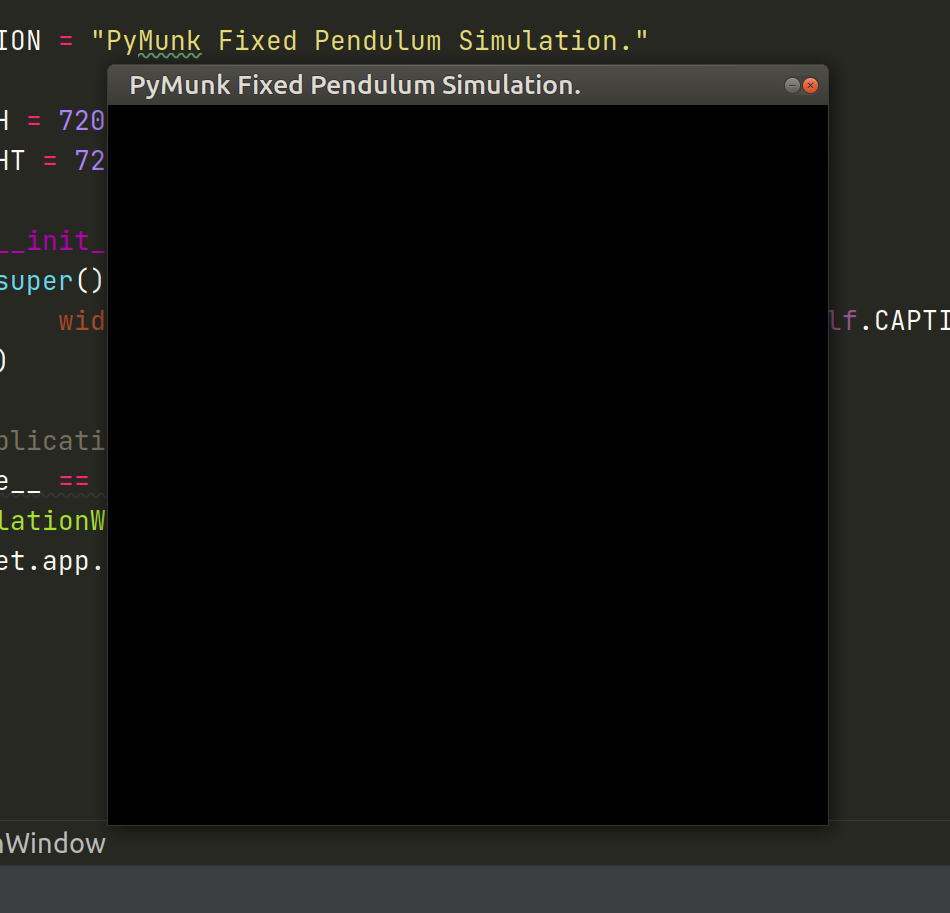 ION = "PyMunk Fixed Pendulum Simulation."
PyMunk Fixed Pendulum Simulation.
H = 720
HT = 72
__init_
super()
wid lf.CAPTI
)
plicati
e__ ==
lationW
et.app.
nWindow